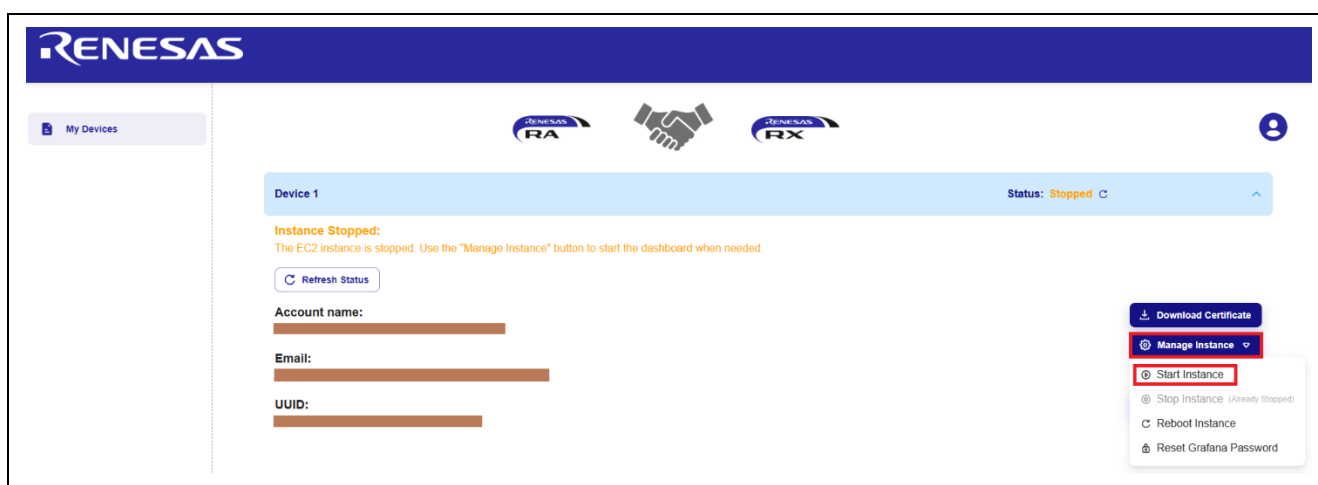 RENESAS
My Devices
RENESAS
RA
RENESAS
RX
Device 1
Status: Stopped
Instance Stopped:
The EC2 instance is stopped. Use the "Manage Instance" button to start the dashboard when needed.
Refresh Status
Account name:
Download Certificate
Manage Instance
Email:
Start Instance
Stop Instance (Already Stopped)
UUID:
Reboot Instance
Reset Grafana Password